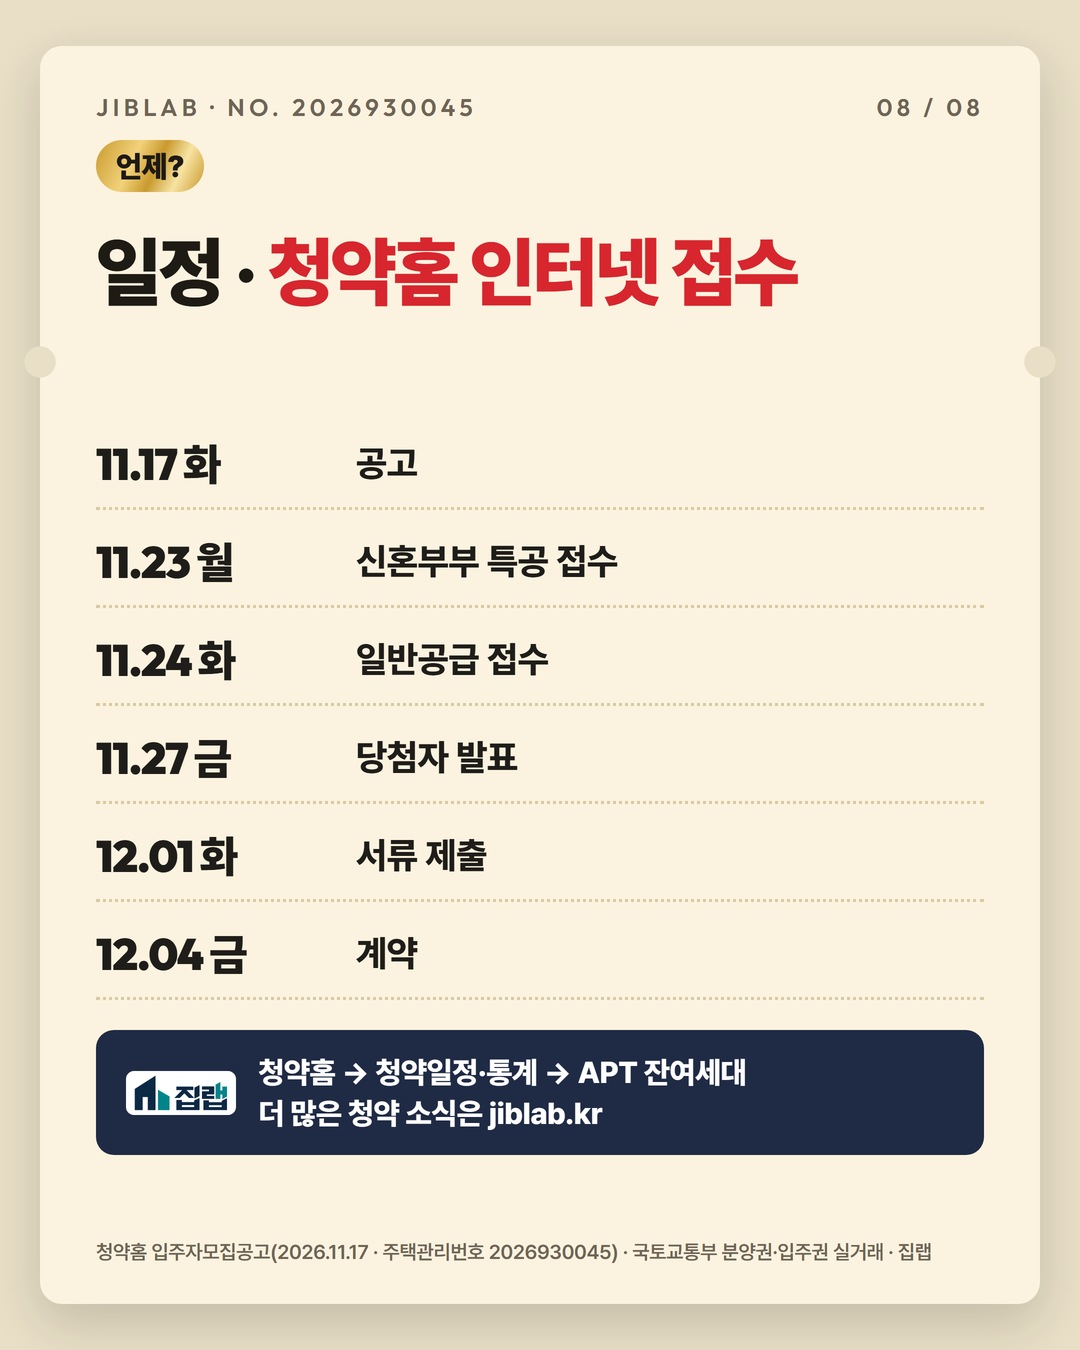 JIBLAB · NO. 2026930045
08 / 08
언제?
일정 · 청약홈 인터넷 접수
11.17 화 공고
11.23 월 신혼부부 특공 접수
11.24 화 일반공급 접수
11.27 금 당첨자 발표
12.01 화 서류 제출
12.04 금 계약
집랩
청약홈 → 청약일정·통계 → APT 잔여세대
더 많은 청약 소식은 jiblab.kr
청약홈 입주자모집공고(2026.11.17 · 주택관리번호 2026930045) · 국토교통부 분양권·입주권 실거래 · 집랩